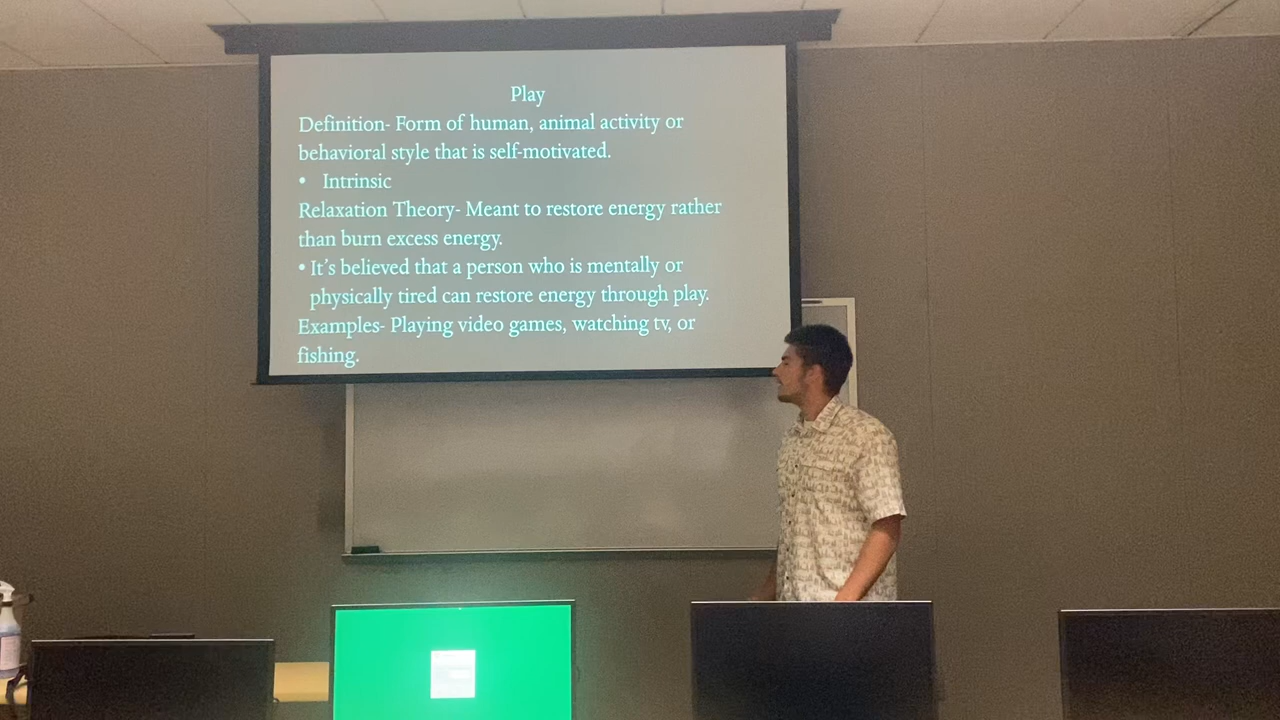 Play
Definition- Form of human, animal activity or
behavioral style that is self-motivated.
• Intrinsic
Relaxation Theory- Meant to restore energy rather
than burn excess energy.
• It’s believed that a person who is mentally or
physically tired can restore energy through play.
Examples- Playing video games, watching tv, or
fishing.